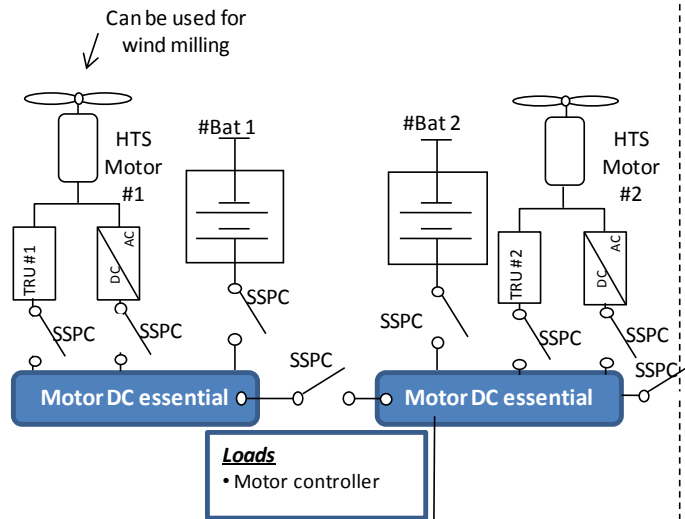 Can be used for
wind milling
#Bat 1
#Bat 2
HTS
Motor
#1
HTS
Motor
#2
TRU #1
DC
AC
TRU #2
DC
AC
SSPC
SSPC
SSPC
SSPC
SSPC
SSPC
SSPC
SSPC
Motor DC essential
Motor DC essential
Loads
• Motor controller